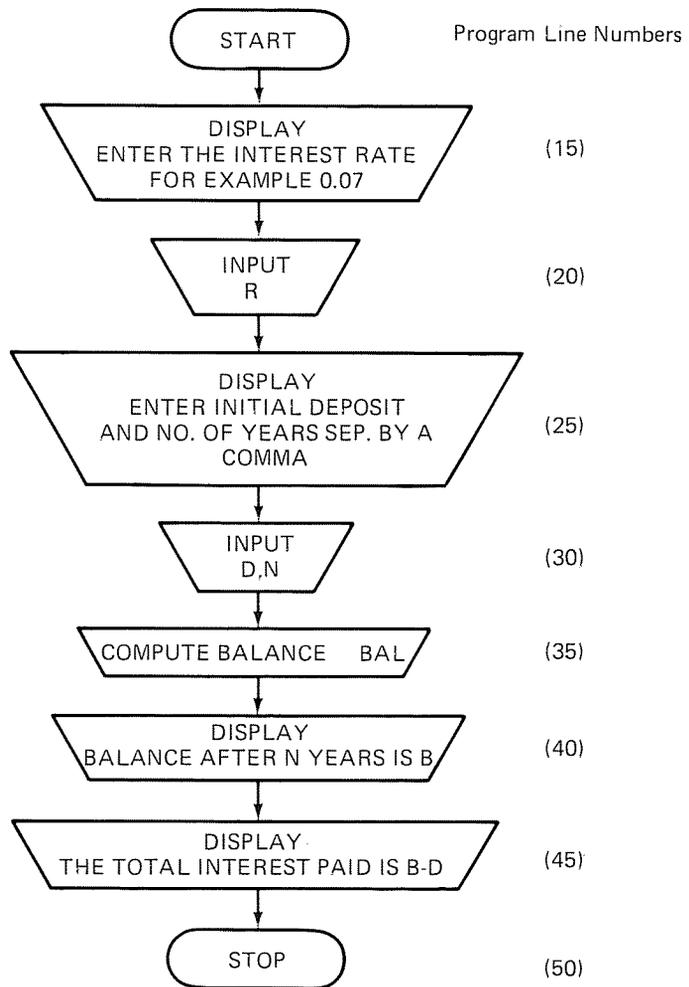 START
Program Line Numbers
DISPLAY
ENTER THE INTEREST RATE
FOR EXAMPLE 0.07
(15)
INPUT
R
(20)
DISPLAY
ENTER INITIAL DEPOSIT
AND NO. OF YEARS SEP. BY A
COMMA
(25)
INPUT
D,N
(30)
COMPUTE BALANCE BAL
(35)
DISPLAY
BALANCE AFTER N YEARS IS B
(40)
DISPLAY
THE TOTAL INTEREST PAID IS B-D
(45)
STOP
(50)